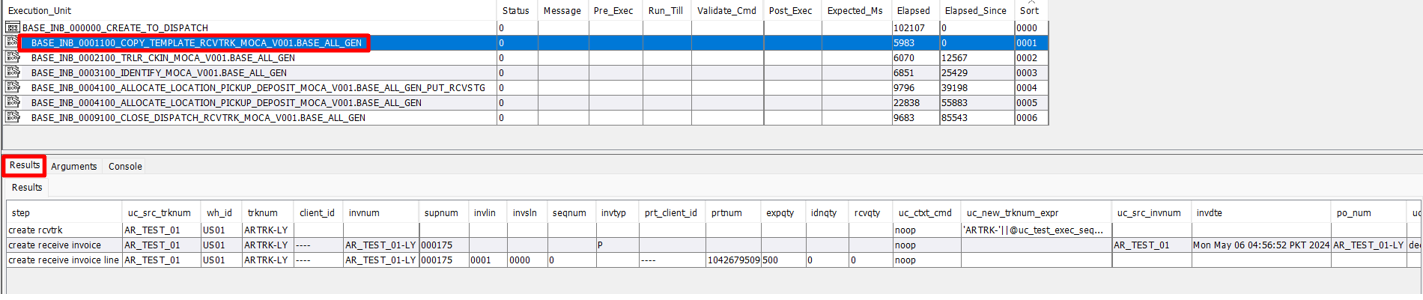 Execution_Unit Status Message Pre_Exec Run_Till Validate_Cmd Post_Exec Expected_Ms Elapsed Elapsed_Since Sort
BASE_INB_000000_CREATE_TO_DISPATCH 0 102107 0 0000
BASE_INB_0001100_COPY_TEMPLATE_RCVTRK_MOCA_V001.BASE_ALL_GEN 0 5983 0 0001
BASE_INB_0002100_TRLR_CKIN_MOCA_V001.BASE_ALL_GEN 0 6070 12567 0002
BASE_INB_0003100_IDENTIFY_MOCA_V001.BASE_ALL_GEN 0 6851 25429 0003
BASE_INB_0004100_ALLOCATE_LOCATION_PICKUP_DEPOSIT_MOCA_V001.BASE_ALL_GEN_PUT_RCVSTG 0 9796 39198 0004
BASE_INB_0004100_ALLOCATE_LOCATION_PICKUP_DEPOSIT_MOCA_V001.BASE_ALL_GEN 0 22838 55883 0005
BASE_INB_0009100_CLOSE_DISPATCH_RCVTRK_MOCA_V001.BASE_ALL_GEN 0 9683 85543 0006
Results Arguments Console
Results
step uc_src_trknum wh_id trknum client_id invnum supnum invlin invsln seqnum invtyp prt_client_id prtnum expqty idnqty rcvqty uc_ctxt_cmd uc_new_trknum_expr uc_src_invnum invdte po_num
create rcvtrk AR_TEST_01 US01 ARTRK-LY noop 'ARTRK-'||@uc_test_exec_seq...
create receive invoice AR_TEST_01 US01 ARTRK-LY ---- AR_TEST_01-LY 000175 P noop AR_TEST_01 Mon May 06 04:56:52 PKT 2024 AR_TEST_01-LY
create receive invoice line AR_TEST_01 US01 ARTRK-LY ---- AR_TEST_01-LY 000175 0001 0000 0 ---- 1042679509 500 0 0 noop